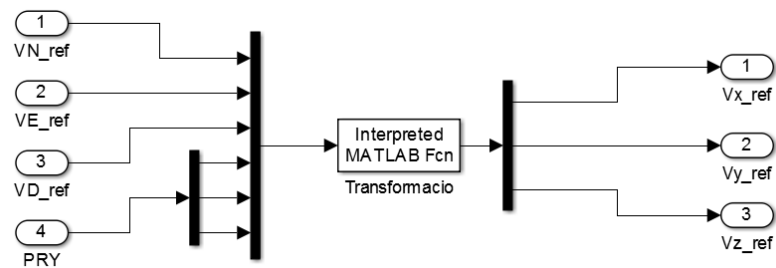 1
VN_ref
2
VE_ref
3
VD_ref
4
PRY
Interpreted
MATLAB Fcn
Transformacio
1
Vx_ref
2
Vy_ref
3
Vz_ref